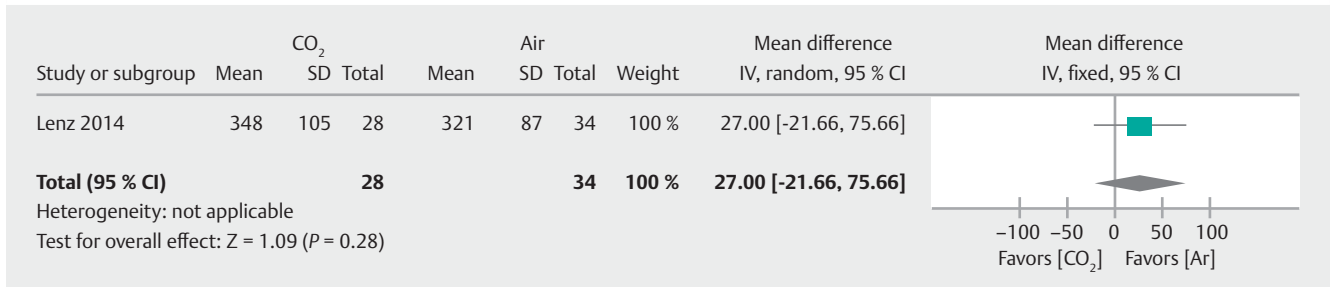 CO₂ Air Mean difference Mean difference
Study or subgroup Mean SD Total Mean SD Total Weight IV, random, 95 % CI IV, fixed, 95 % CI
Lenz 2014 348 105 28 321 87 34 100 % 27.00 [-21.66, 75.66]
Total (95 % CI) 28 34 100 % 27.00 [-21.66, 75.66]
Heterogeneity: not applicable
Test for overall effect: Z = 1.09 (P = 0.28)
–100 –50 0 50 100
Favors [CO₂] Favors [Ar]